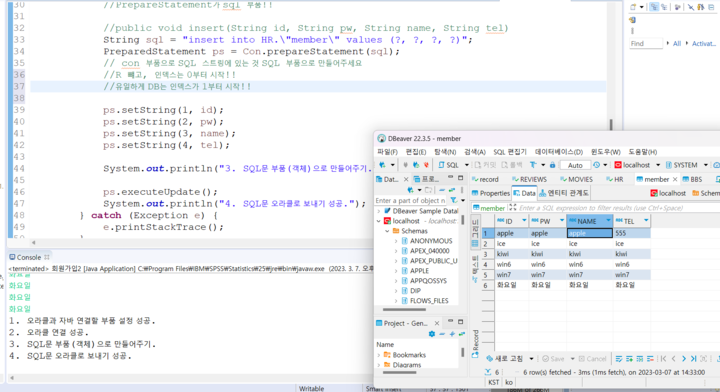 30
//PrepareStatement가 sql 부품!!
31
32
//public void insert(String id, String pw, String name, String tel)
33
String sql = "insert into HR.\"member\" values (?, ?, ?, ?)";
34
PreparedStatement ps = Con.prepareStatement(sql);
35
// con 부품으로 SQL 스트링에 있는 것 SQL 부품으로 만들어주세요
36
//R 빼고, 인덱스는 0부터 시작!!
37
//유일하게 DB는 인덱스가 1부터 시작!!
38
39
ps.setString(1, id);
40
ps.setString(2, pw);
41
ps.setString(3, name);
42
ps.setString(4, tel);
43
44
System.out.println("3. SQL문 부품(객체)으로 만들어주기.
45
46
ps.executeUpdate();
47
System.out.println("4. SQL문 오라클로 보내기 성공.");
48
} catch (Exception e) {
49
e.printStackTrace();
Console
<terminated> 회원가입2 [Java Application] C:₩Program Files₩IBM₩SPSS₩Statistics₩25₩jre₩bin₩javaw.exe (2023. 3. 7. 오후
화요일
화요일
화요일
화요일
1. 오라클과 자바 연결할 부품 설정 성공.
2. 오라클 연결 성공.
3. SQL문 부품(객체)으로 만들어주기.
4. SQL문 오라클로 보내기 성공.
Writable
Smart Insert
Find
All
Activat...
DBeaver 22.3.5 - member
파일(F) 편집(E) 탐색(N) 검색(A) SQL 편집기 데이터베이스(D) 윈도우(W) 도움말(H)
SQL 커밋 롤백 Auto localhost SYSTEM
Dat... 프로...
record REVIEWS MOVIES HR member BBS
Enter a part of object n
DBeaver Sample Datal
localhost - localhost:
Schemas
ANONYMOUS
APEX_040000
APEX_PUBLIC_U
APPLE
APPQOSSYS
DIP
FLOWS_FILES
Project - Gen...
Name
Bookmarks
Diagrams
Properties Data 엔티티 관계도 localhost Schem
member Enter a SQL expression to filter results (use Ctrl+Space)
그리드
텍스트
Record
ID PW NAME TEL
1 apple apple apple 555
2 ice ice ice ice
3 kiwi kiwi kiwi kiwi
4 win6 win6 win6 win6
5 win7 win7 win7 win7
6 화요일 화요일 화요일 화요일
새로 고침 Save Cancel
6 6 row(s) fetched - 3ms (1ms fetch), on 2023-03-07 at 14:33:00
KST ko